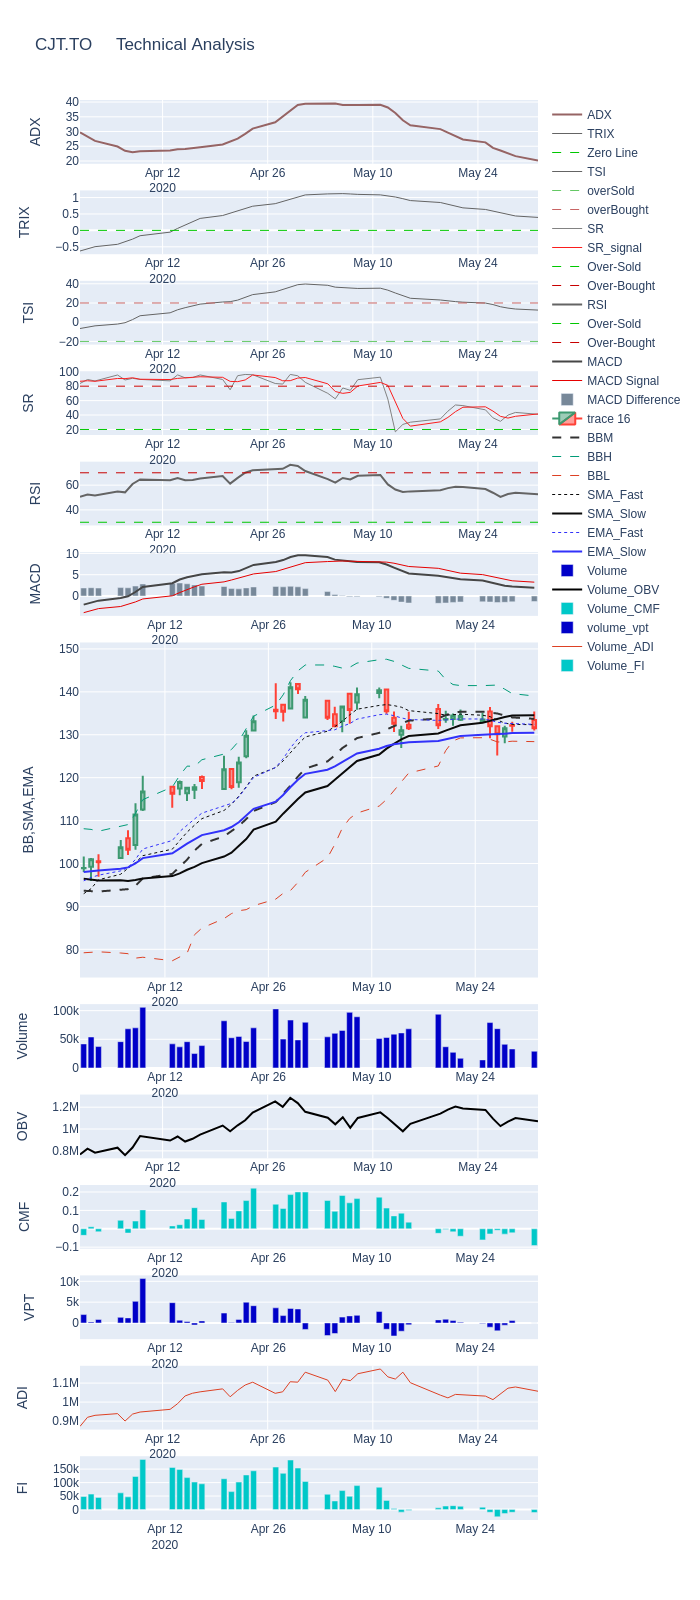 CJT.TO Technical Analysis
ADX
40
35
30
25
20
Apr 12
2020
Apr 26
May 10
May 24
TRIX
1
0.5
0
−0.5
Apr 12
2020
Apr 26
May 10
May 24
TSI
40
20
0
−20
Apr 12
2020
Apr 26
May 10
May 24
SR
100
80
60
40
20
Apr 12
2020
Apr 26
May 10
May 24
RSI
60
40
Apr 12
2020
Apr 26
May 10
May 24
MACD
10
5
0
Apr 12
2020
Apr 26
May 10
May 24
BB,SMA,EMA
150
140
130
120
110
100
90
80
Apr 12
2020
Apr 26
May 10
May 24
Volume
100k
50k
0
Apr 12
2020
Apr 26
May 10
May 24
OBV
1.2M
1M
0.8M
Apr 12
2020
Apr 26
May 10
May 24
CMF
0.2
0.1
0
−0.1
Apr 12
2020
Apr 26
May 10
May 24
VPT
10k
5k
0
Apr 12
2020
Apr 26
May 10
May 24
ADI
1.1M
1M
0.9M
Apr 12
2020
Apr 26
May 10
May 24
FI
150k
100k
50k
0
Apr 12
2020
Apr 26
May 10
May 24
ADX
TRIX
Zero Line
TSI
overSold
overBought
SR
SR_signal
Over-Sold
Over-Bought
RSI
Over-Sold
Over-Bought
MACD
MACD Signal
MACD Difference
trace 16
BBM
BBH
BBL
SMA_Fast
SMA_Slow
EMA_Fast
EMA_Slow
Volume
Volume_OBV
Volume_CMF
volume_vpt
Volume_ADI
Volume_FI